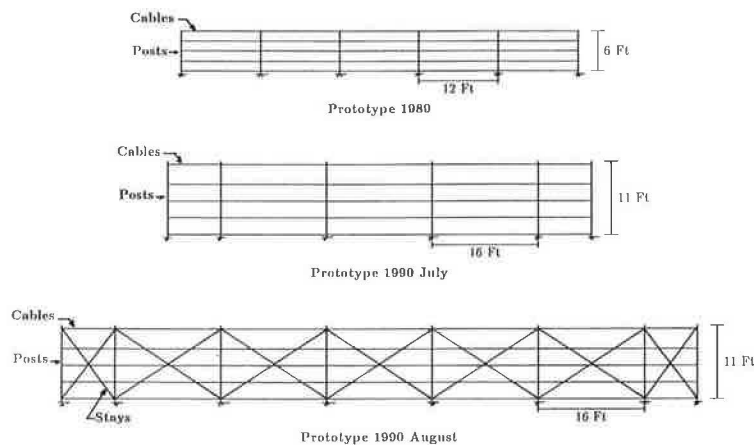 Cables
Posts
6 Ft
12 Ft
Prototype 1980
Cables
Posts
11 Ft
16 Ft
Prototype 1990 July
Cables
Posts
11 Ft
16 Ft
Stays
Prototype 1990 August